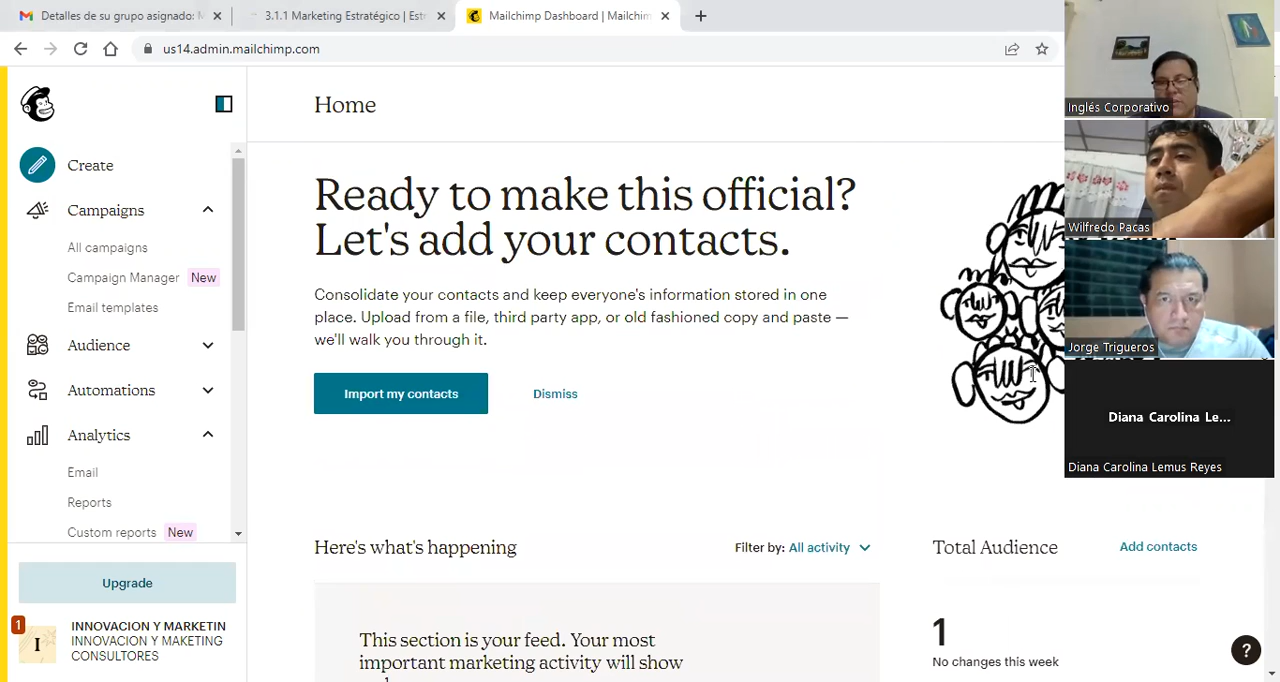 Detalles de su grupo asignado: M
3.1.1 Marketing Estratégico | Estr
Mailchimp Dashboard | Mailchim
us14.admin.mailchimp.com
Home
Create
Campaigns
All campaigns
Campaign Manager New
Email templates
Audience
Automations
Analytics
Email
Reports
Custom reports New
Upgrade
1
I
INNOVACION Y MARKETIN
INNOVACION Y MAKETING
CONSULTORES
Ready to make this official?
Let's add your contacts.
Consolidate your contacts and keep everyone's information stored in one
place. Upload from a file, third party app, or old fashioned copy and paste —
we'll walk you through it.
Import my contacts
Dismiss
Here's what's happening
Filter by: All activity
This section is your feed. Your most
important marketing activity will show
Total Audience
Add contacts
1
No changes this week
?
Inglés Corporativo
Wilfredo Pacas
Jorge Trigueros
Diana Carolina Le...
Diana Carolina Lemus Reyes